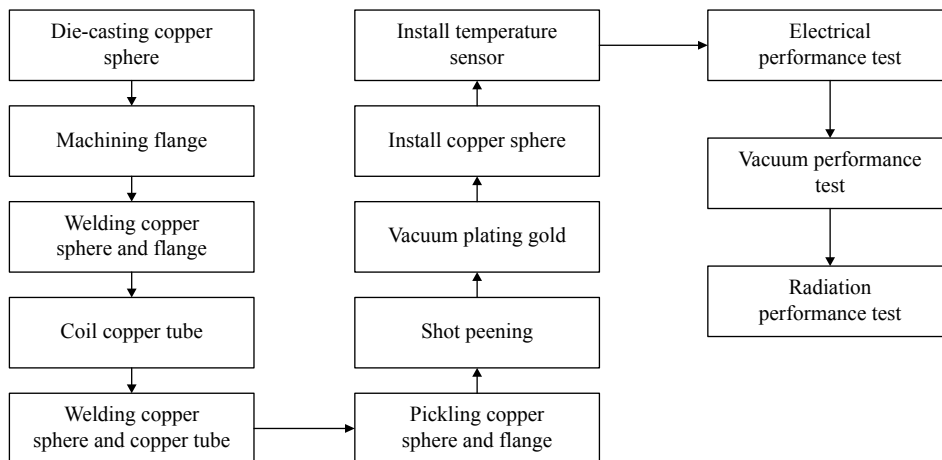 Die-casting copper
sphere
Machining flange
Welding copper
sphere and flange
Coil copper tube
Welding copper
sphere and copper tube
Pickling copper
sphere and flange
Shot peening
Vacuum plating gold
Install copper sphere
Install temperature
sensor
Electrical
performance test
Vacuum performance
test
Radiation
performance test